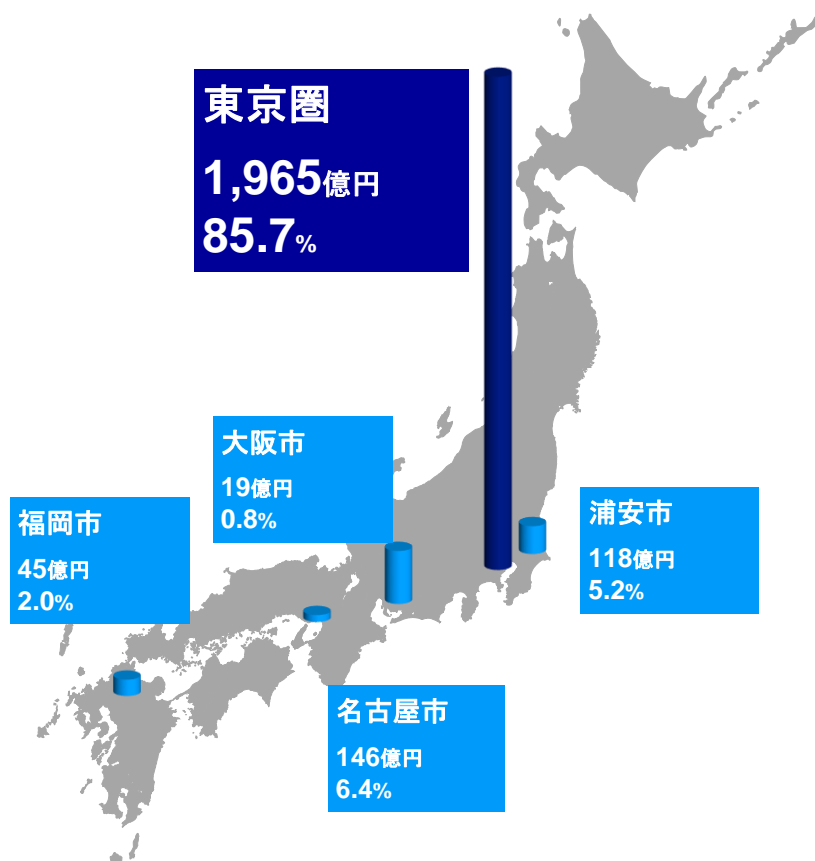 東京圏
1,965億円
85.7%
大阪市
19億円
0.8%
福岡市
45億円
2.0%
浦安市
118億円
5.2%
名古屋市
146億円
6.4%